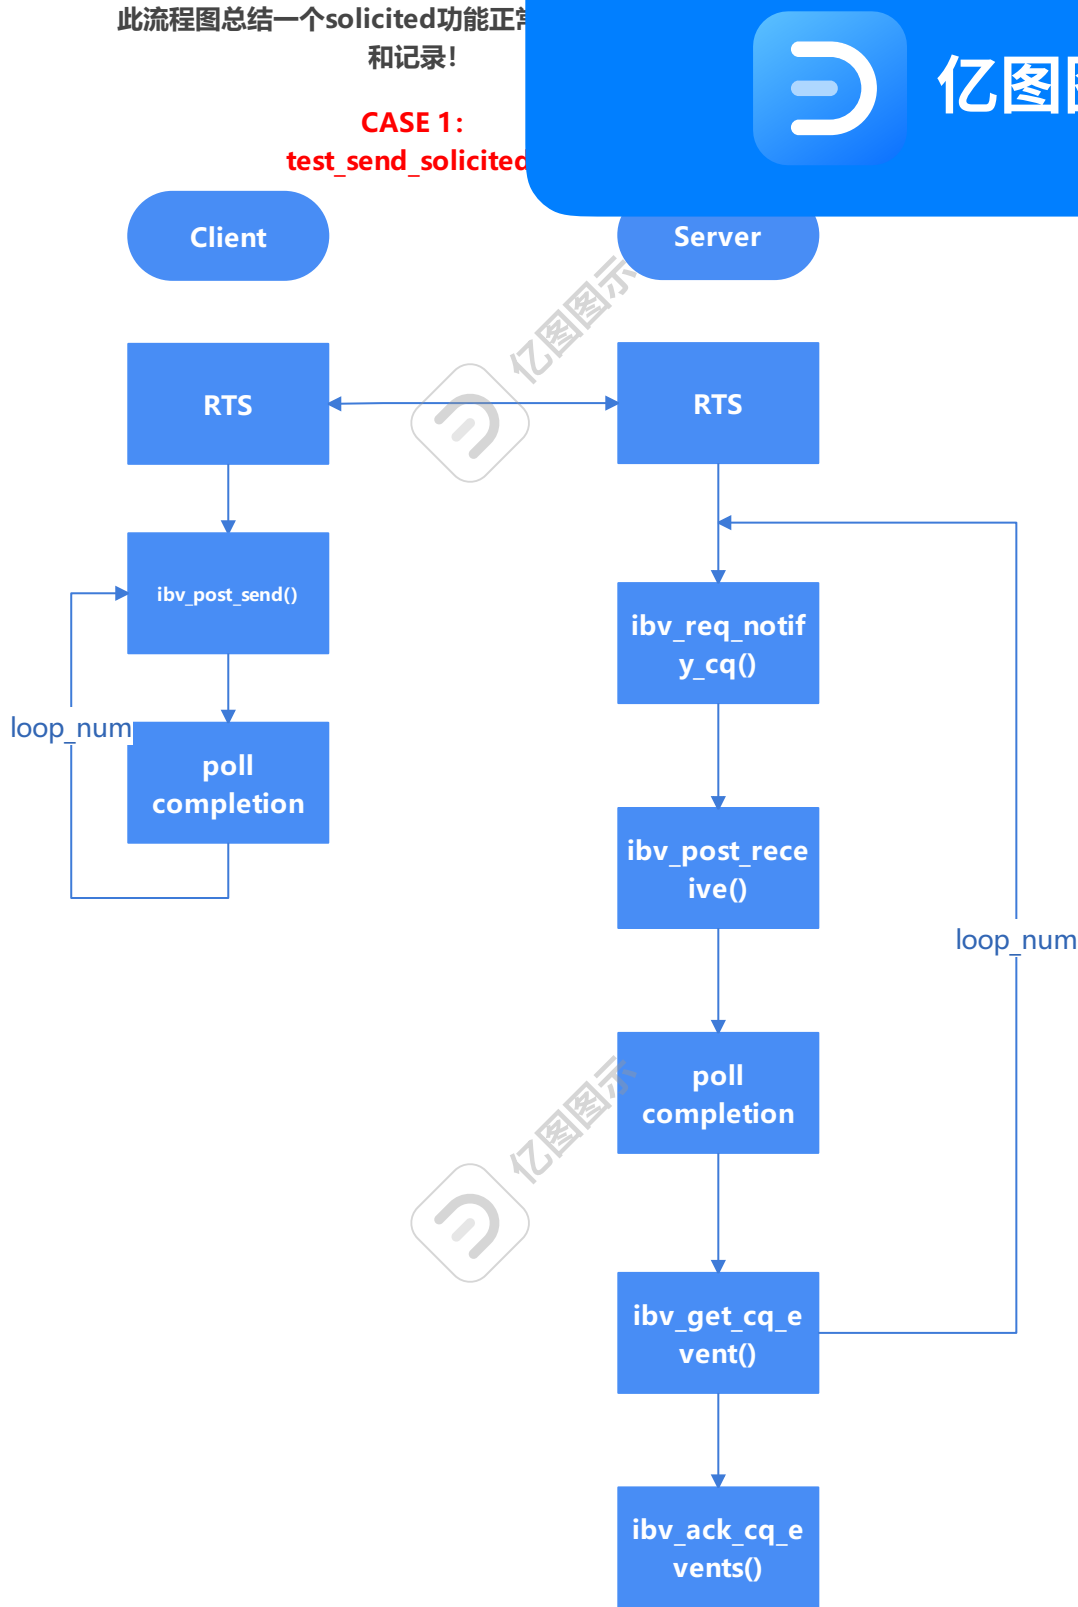 此流程图总结一个solicited功能正
和记录！
亿图
CASE 1：
test_send_solicited
Client
Server
亿图图示
RTS
RTS
ibv_post_send()
ibv_req_notif
y_cq()
loop_num
poll
completion
ibv_post_rece
ive()
loop_num
poll
completion
亿图图示
ibv_get_cq_e
vent()
ibv_ack_cq_e
vents()